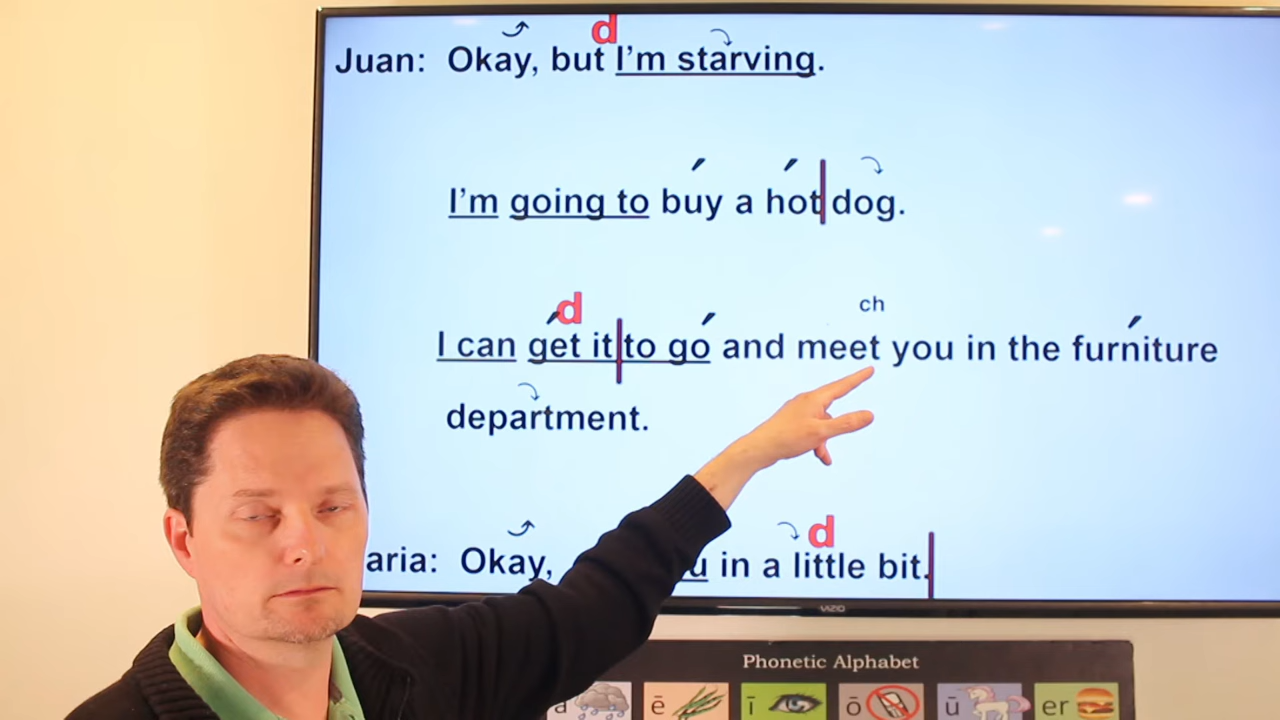 d
Juan: Okay, but I'm starving.
I'm going to buy a hot dog.
d
ch
I can get it to go and meet you in the furniture
department.
d
aria: Okay, u in a little bit.
VIZIO
Phonetic Alphabet
ā ē ī ō ū er